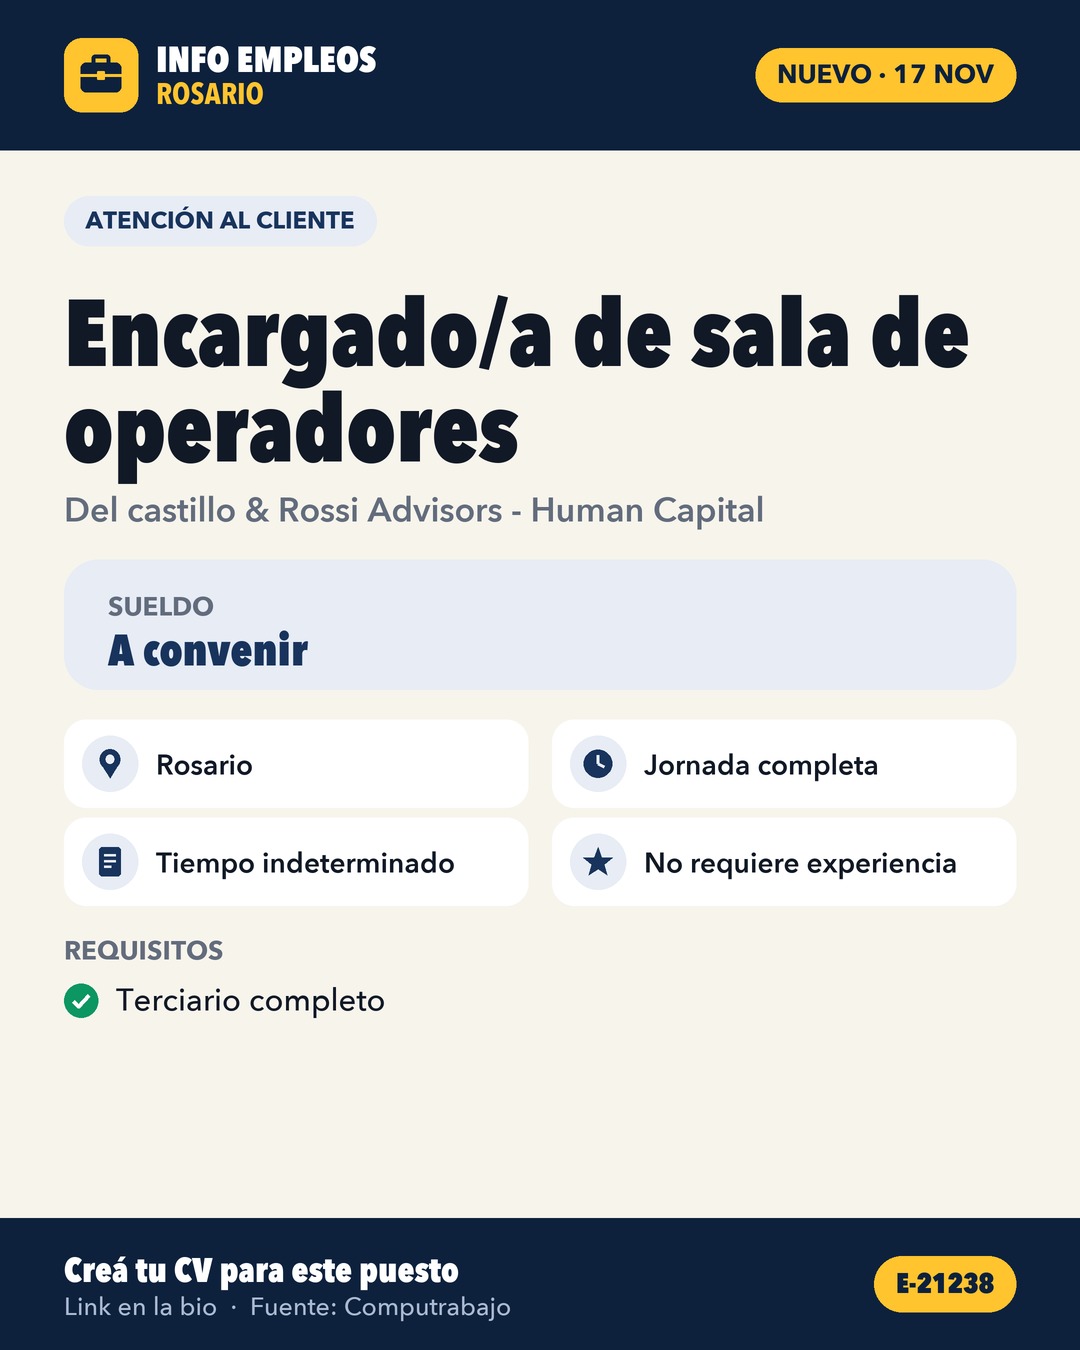 INFO EMPLEOS
ROSARIO
NUEVO · 17 NOV
ATENCIÓN AL CLIENTE
Encargado/a de sala de
operadores
Del castillo & Rossi Advisors - Human Capital
SUELDO
A convenir
Rosario
Jornada completa
Tiempo indeterminado
No requiere experiencia
REQUISITOS
Terciario completo
Creá tu CV para este puesto
Link en la bio · Fuente: Computrabajo
E-21238